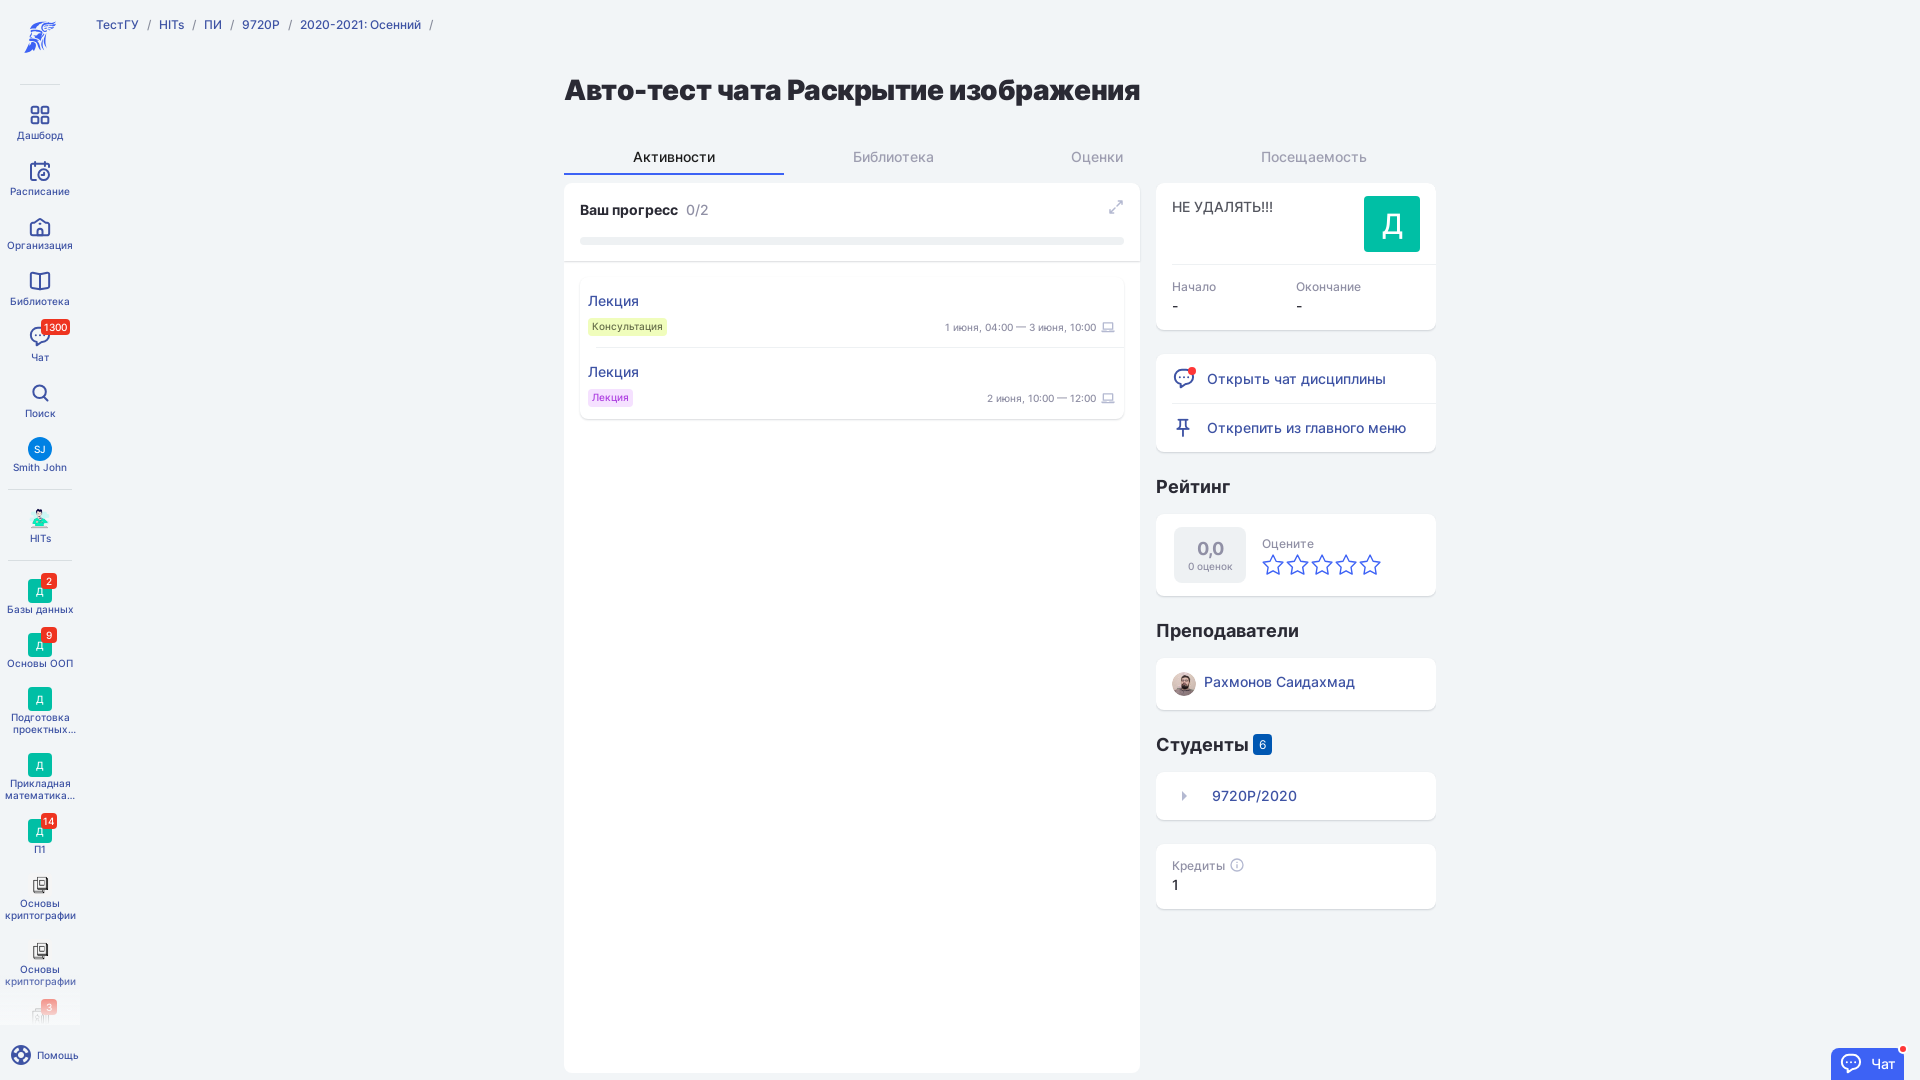 ТестГУ / HITs / ПИ / 9720Р / 2020-2021: Осенний /
Дашборд
Расписание
Организация
Библиотека
1300
Чат
Поиск
SJ
Smith John
HITs
2
Д
Базы данных
9
Д
Основы ООП
Д
Подготовка
проектных...
Д
Прикладная
математика...
14
Д
П1
Основы
криптографии
Основы
криптографии
3
Помощь
Авто-тест чата Раскрытие изображения
Активности Библиотека Оценки Посещаемость
Ваш прогресс 0/2
Лекция
Консультация 1 июня, 04:00 — 3 июня, 10:00
Лекция
Лекция 2 июня, 10:00 — 12:00
НЕ УДАЛЯТЬ!!!
Д
Начало Окончание
- -
Открыть чат дисциплины
Открепить из главного меню
Рейтинг
0,0
0 оценок
Оцените
Преподаватели
Рахмонов Саидахмад
Студенты 6
9720Р/2020
Кредиты
1
Чат